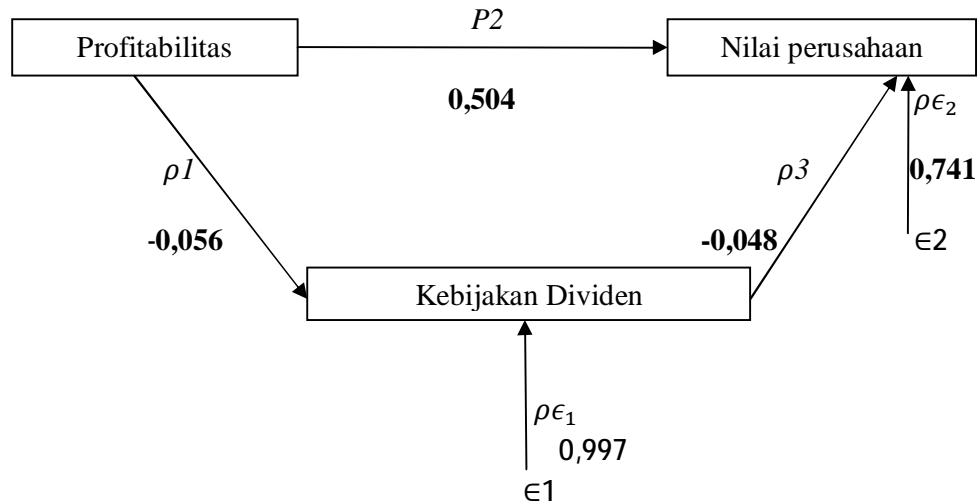 P2
Profitabilitas
Nilai perusahaan
0,504
ρϵ₂
ρ1
ρ3
0,741
-0,056
-0,048
∈2
Kebijakan Dividen
ρϵ₁
0,997
∈1